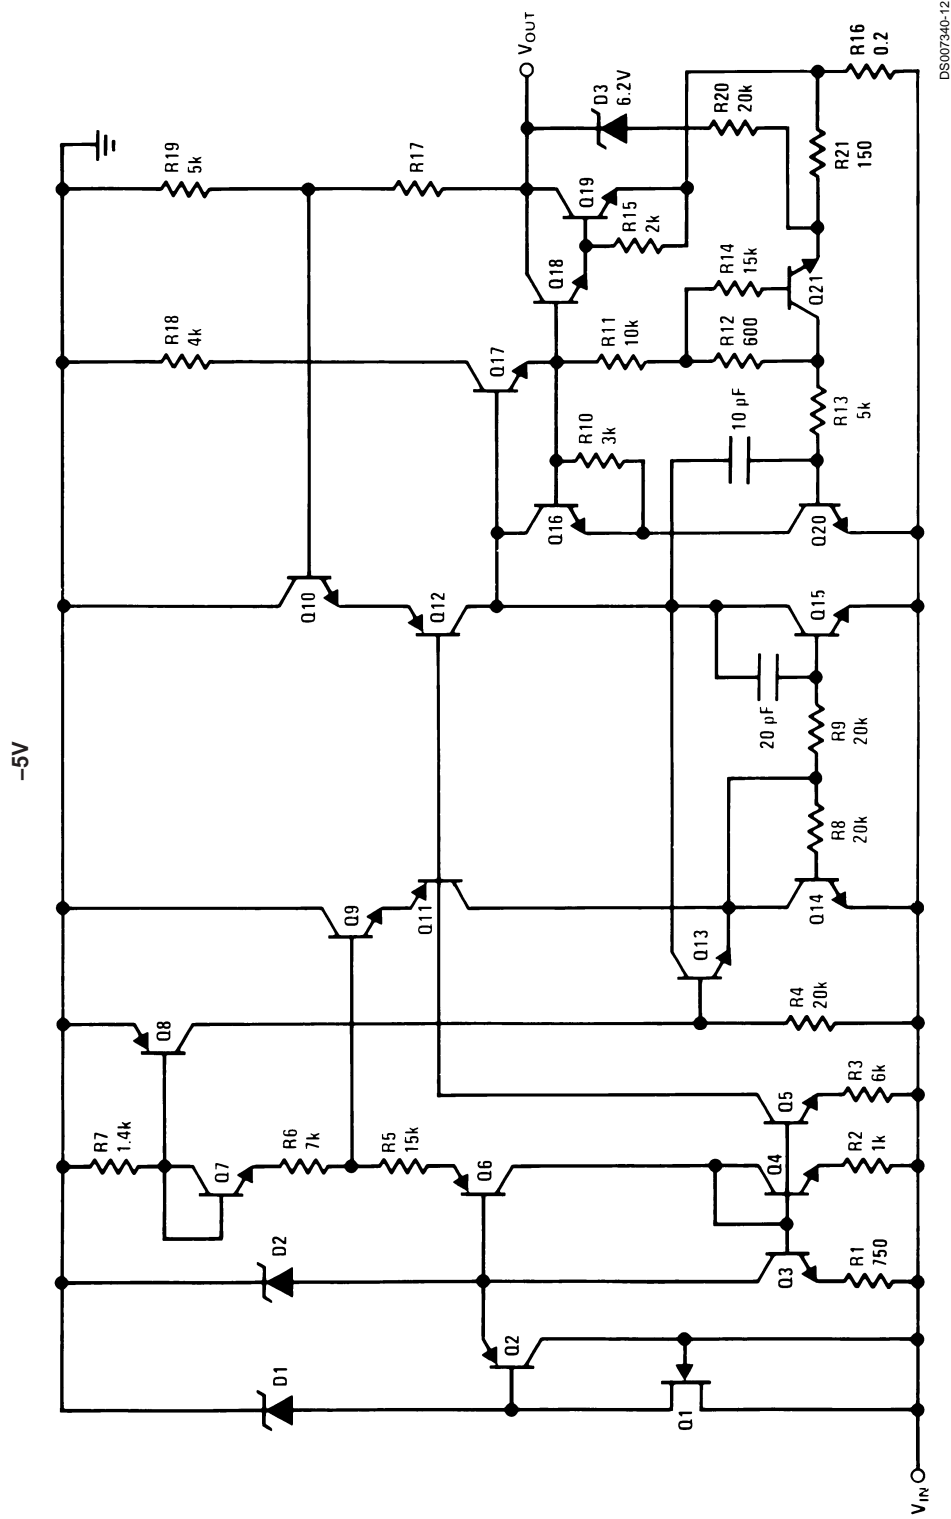 –5V
R7
1.4k
Q8
Q7
R6
7k
R5
15k
Q6
D2
D1
Q2
Q1
Q3
R1
750
Q4
R2
1k
Q5
R3
6k
R4
20k
Q13
Q9
Q11
Q14
R8
20k
R9
20k
20 pF
Q15
Q10
Q12
R18
4k
Q17
Q16
R10
3k
10 pF
Q20
R13
5k
R11
10k
R12
600
R14
15k
Q21
R19
5k
R17
Q18
Q19
R15
2k
D3
6.2V
R20
20k
R21
150
R16
0.2
VOUT
VIN
DS007340-12